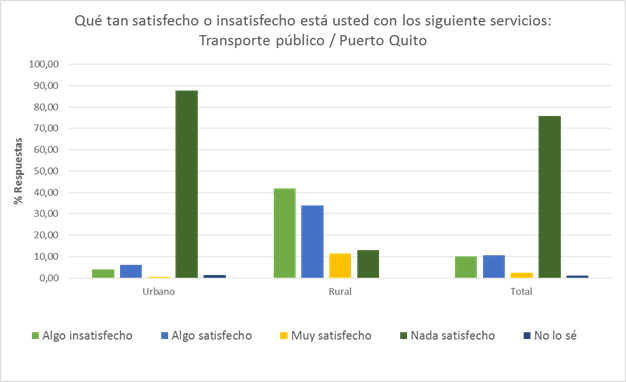 Qué tan satisfecho o insatisfecho está usted con los siguiente servicios:
Transporte público / Puerto Quito
% Respuestas
100,00
90,00
80,00
70,00
60,00
50,00
40,00
30,00
20,00
10,00
0,00
Urbano Rural Total
Algo insatisfecho Algo satisfecho Muy satisfecho Nada satisfecho No lo sé